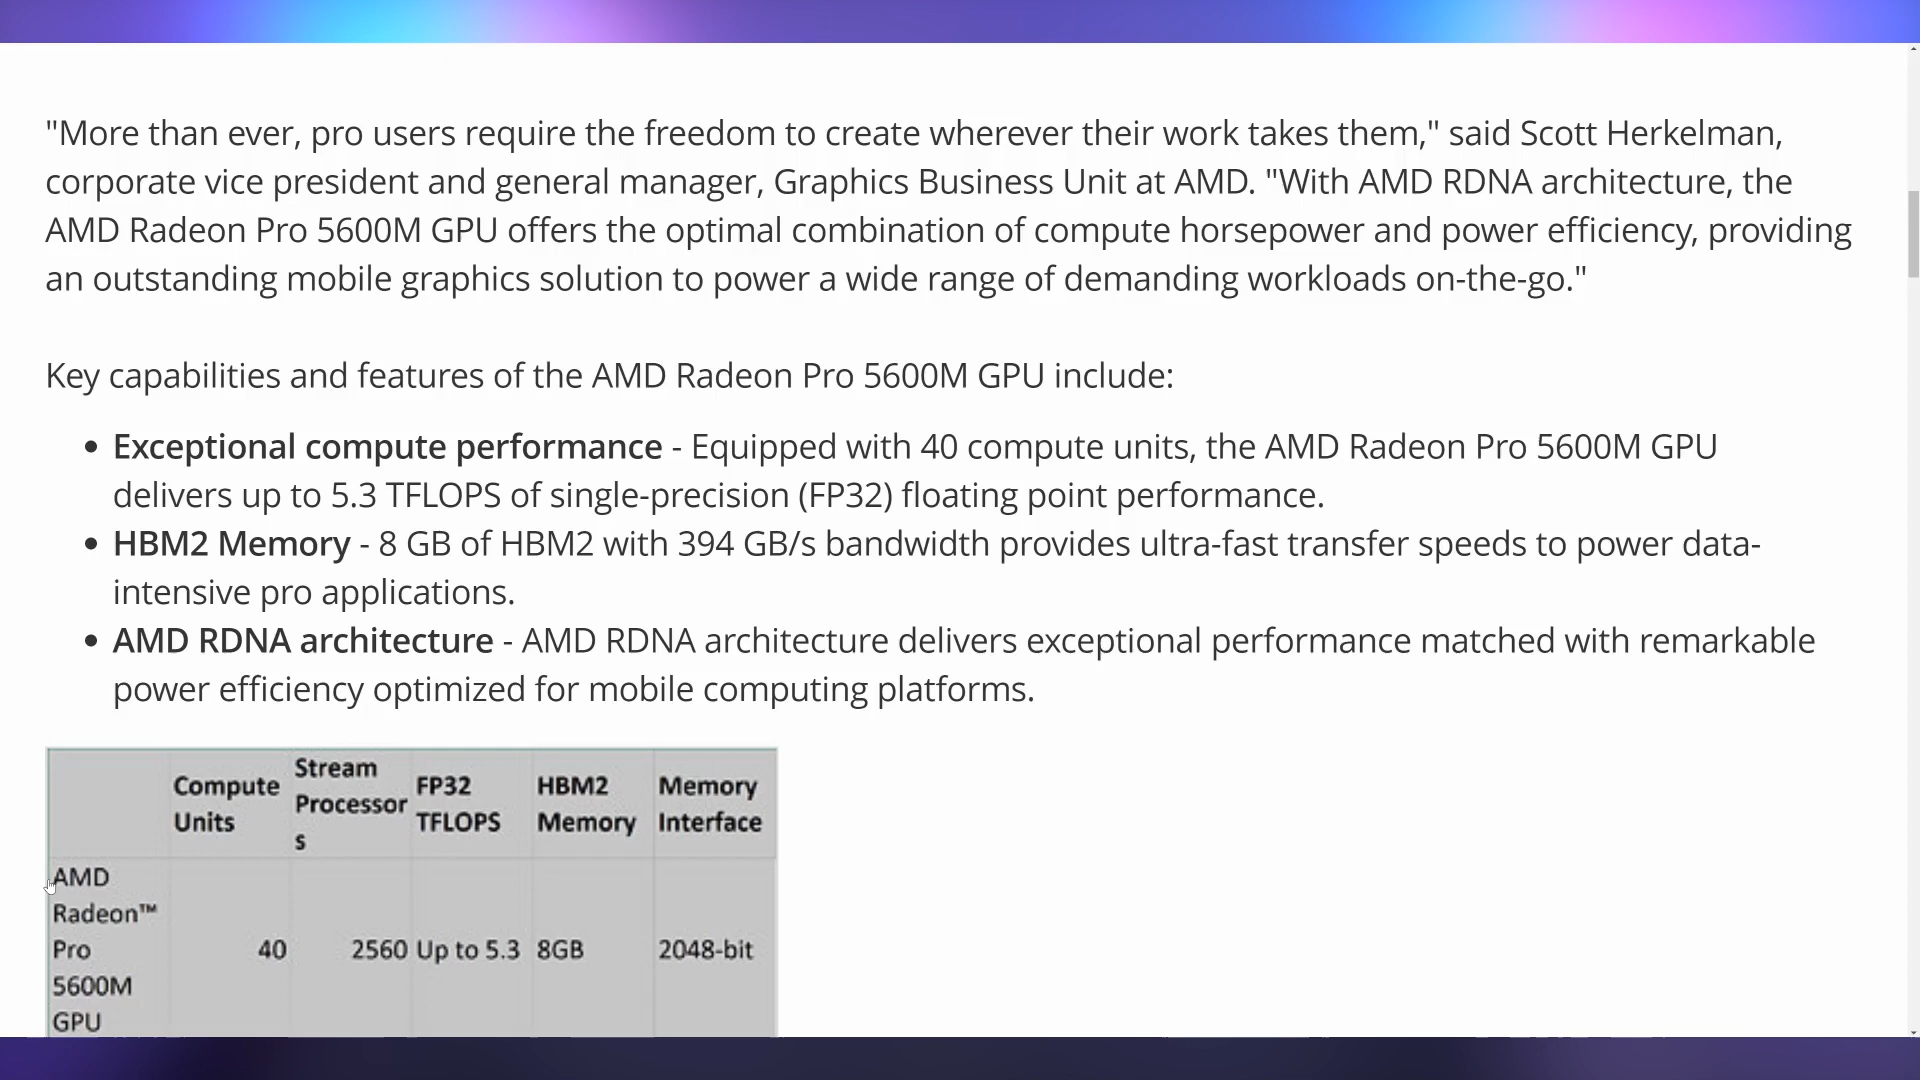 "More than ever, pro users require the freedom to create wherever their work takes them," said Scott Herkelman,
corporate vice president and general manager, Graphics Business Unit at AMD. "With AMD RDNA architecture, the
AMD Radeon Pro 5600M GPU offers the optimal combination of compute horsepower and power efficiency, providing
an outstanding mobile graphics solution to power a wide range of demanding workloads on-the-go."
Key capabilities and features of the AMD Radeon Pro 5600M GPU include:
• Exceptional compute performance - Equipped with 40 compute units, the AMD Radeon Pro 5600M GPU
delivers up to 5.3 TFLOPS of single-precision (FP32) floating point performance.
• HBM2 Memory - 8 GB of HBM2 with 394 GB/s bandwidth provides ultra-fast transfer speeds to power data-
intensive pro applications.
• AMD RDNA architecture - AMD RDNA architecture delivers exceptional performance matched with remarkable
power efficiency optimized for mobile computing platforms.
Compute
Units
Stream
Processor
s
FP32
TFLOPS
HBM2
Memory
Memory
Interface
AMD
Radeon™
Pro
5600M
GPU
40
2560
Up to 5.3
8GB
2048-bit